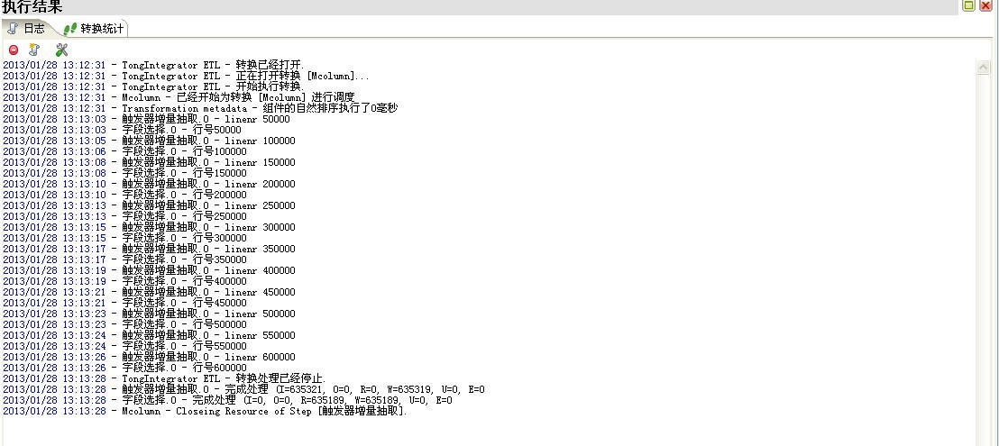 执行结果
日志 转换统计
2013/01/28 13:12:31 - TongIntegrator ETL - 转换已经打开.
2013/01/28 13:12:31 - TongIntegrator ETL - 正在打开转换 [Mcolumn]...
2013/01/28 13:12:31 - TongIntegrator ETL - 开始执行转换.
2013/01/28 13:12:31 - Mcolumn - 已经开始为转换 [Mcolumn] 进行调度
2013/01/28 13:12:31 - Transformation metadata - 组件的自然排序执行了0毫秒
2013/01/28 13:13:03 - 触发器增量抽取.0 - linenr 50000
2013/01/28 13:13:03 - 字段选择.0 - 行号50000
2013/01/28 13:13:05 - 触发器增量抽取.0 - linenr 100000
2013/01/28 13:13:06 - 字段选择.0 - 行号100000
2013/01/28 13:13:08 - 触发器增量抽取.0 - linenr 150000
2013/01/28 13:13:08 - 字段选择.0 - 行号150000
2013/01/28 13:13:10 - 触发器增量抽取.0 - linenr 200000
2013/01/28 13:13:10 - 字段选择.0 - 行号200000
2013/01/28 13:13:13 - 触发器增量抽取.0 - linenr 250000
2013/01/28 13:13:13 - 字段选择.0 - 行号250000
2013/01/28 13:13:15 - 触发器增量抽取.0 - linenr 300000
2013/01/28 13:13:15 - 字段选择.0 - 行号300000
2013/01/28 13:13:17 - 触发器增量抽取.0 - linenr 350000
2013/01/28 13:13:17 - 字段选择.0 - 行号350000
2013/01/28 13:13:19 - 触发器增量抽取.0 - linenr 400000
2013/01/28 13:13:19 - 字段选择.0 - 行号400000
2013/01/28 13:13:21 - 触发器增量抽取.0 - linenr 450000
2013/01/28 13:13:21 - 字段选择.0 - 行号450000
2013/01/28 13:13:23 - 触发器增量抽取.0 - linenr 500000
2013/01/28 13:13:23 - 字段选择.0 - 行号500000
2013/01/28 13:13:24 - 触发器增量抽取.0 - linenr 550000
2013/01/28 13:13:24 - 字段选择.0 - 行号550000
2013/01/28 13:13:26 - 触发器增量抽取.0 - linenr 600000
2013/01/28 13:13:26 - 字段选择.0 - 行号600000
2013/01/28 13:13:28 - TongIntegrator ETL - 转换处理已经停止.
2013/01/28 13:13:28 - 触发器增量抽取.0 - 完成处理 (I=635321, O=0, R=0, W=635319, U=0, E=0
2013/01/28 13:13:28 - 字段选择.0 - 完成处理 (I=0, O=0, R=635189, W=635189, U=0, E=0
2013/01/28 13:13:28 - Mcolumn - Closeing Resource of Step [触发器增量抽取].